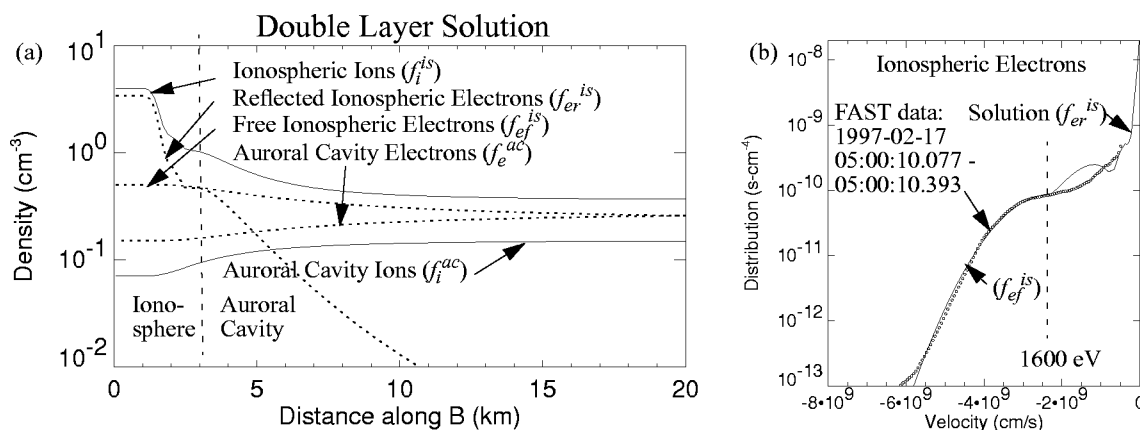 Double Layer Solution
(a)
10^1
10^0
10^-1
10^-2
Density (cm^-3)
Ionospheric Ions (f_i^is)
Reflected Ionospheric Electrons (f_er^is)
Free Ionospheric Electrons (f_ef^is)
Auroral Cavity Electrons (f_e^ac)
Auroral Cavity Ions (f_i^ac)
Iono-
sphere
Auroral
Cavity
0 5 10 15 20
Distance along B (km)
(b)
10^-8
10^-9
10^-10
10^-11
10^-12
10^-13
Distribution (s-cm^-4)
Ionospheric Electrons
FAST data:
1997-02-17
05:00:10.077 -
05:00:10.393
Solution (f_er^is)
(f_ef^is)
1600 eV
-8•10^9 -6•10^9 -4•10^9 -2•10^9 0
Velocity (cm/s)